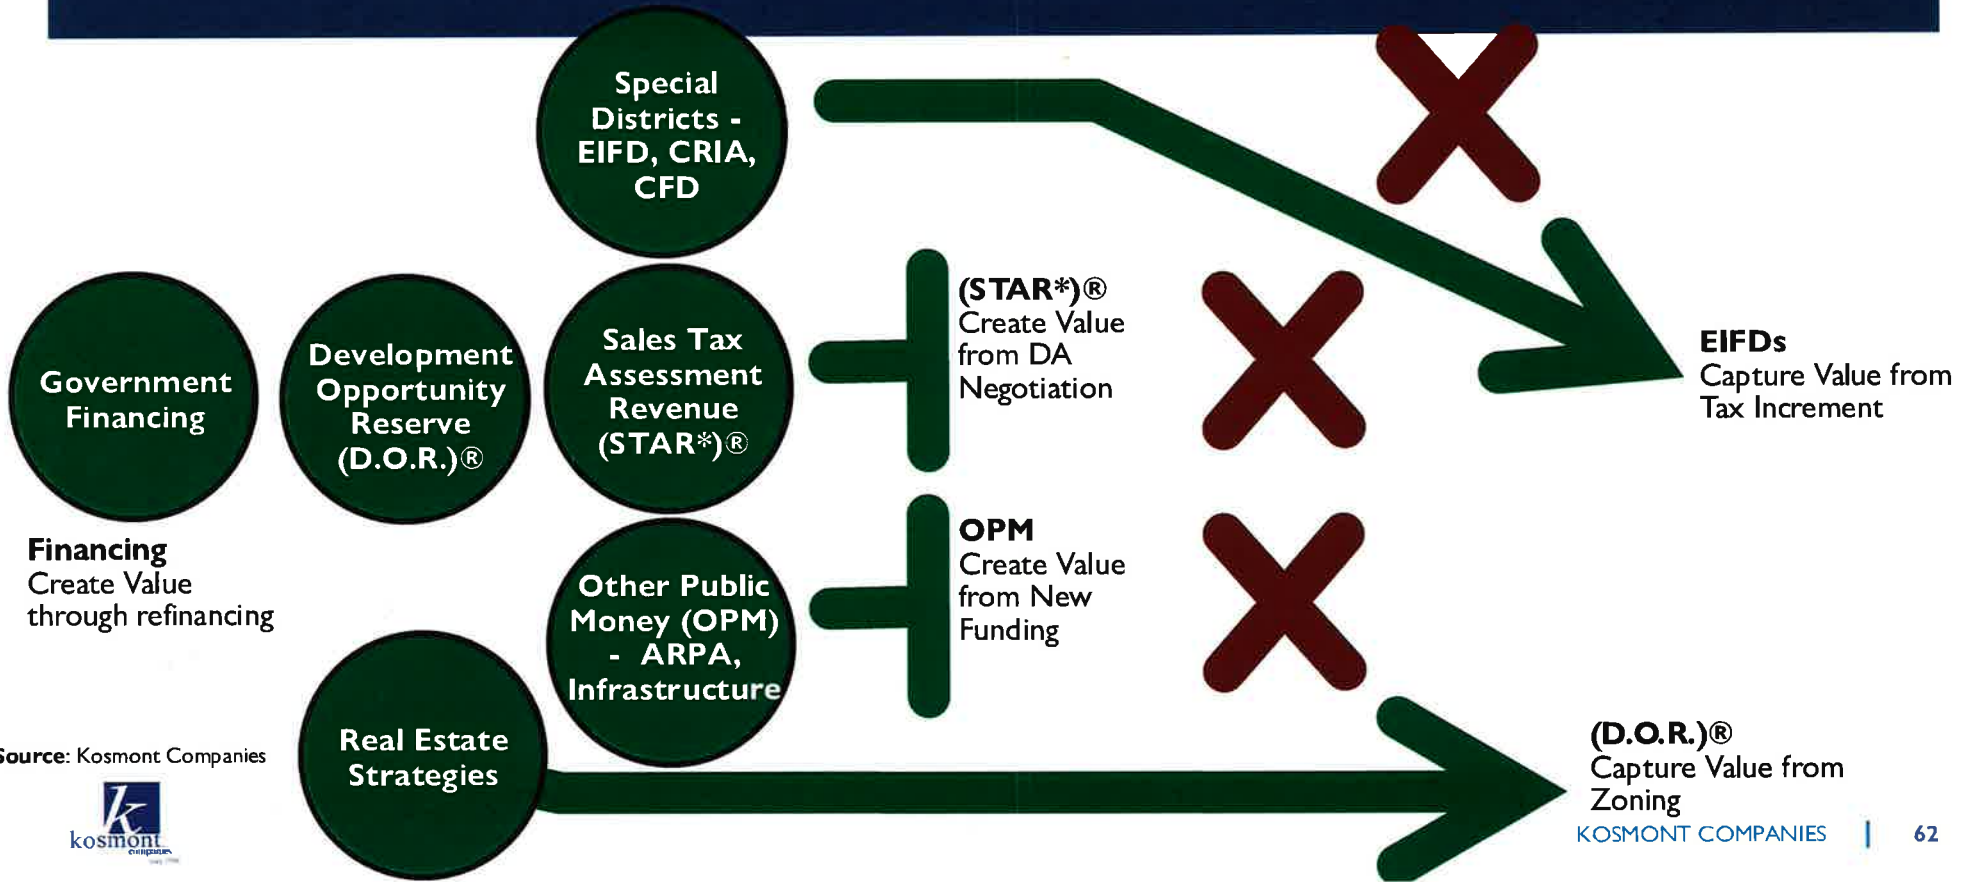 Special
Districts -
EIFD, CRIA,
CFD
Government
Financing
Development
Opportunity
Reserve
(D.O.R.)®
Sales Tax
Assessment
Revenue
(STAR*)®
(STAR*)®
Create Value
from DA
Negotiation
EIFDs
Capture Value from
Tax Increment
Financing
Create Value
through refinancing
Other Public
Money (OPM)
- ARPA,
Infrastructure
OPM
Create Value
from New
Funding
Real Estate
Strategies
(D.O.R.)®
Capture Value from
Zoning
Source: Kosmont Companies
k
kosmont
companies
KOSMONT COMPANIES | 62